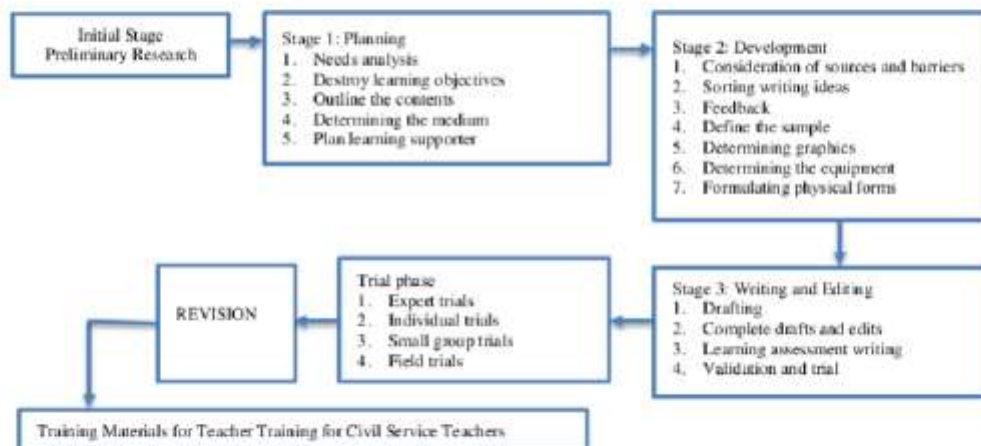 Initial Stage
Preliminary Research
Stage 1: Planning
1. Needs analysis
2. Destroy learning objectives
3. Outline the contents
4. Determining the medium
5. Plan learning supporter
Stage 2: Development
1. Consideration of sources and barriers
2. Sorting writing ideas
3. Feedback
4. Define the sample
5. Determining graphics
6. Determining the equipment
7. Formulating physical forms
Stage 3: Writing and Editing
1. Drafting
2. Complete drafts and edits
3. Learning assessment writing
4. Validation and trial
Trial phase
1. Expert trials
2. Individual trials
3. Small group trials
4. Field trials
REVISION
Training Materials for Teacher Training for Civil Service Teachers